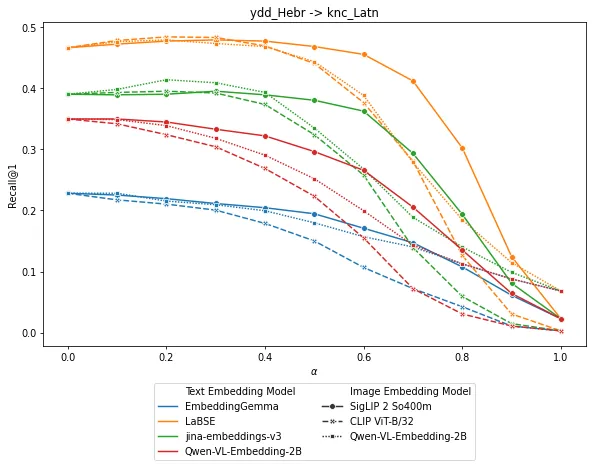 ydd_Hebr -> knc_Latn
0.5
0.4
0.3
0.2
0.1
0.0
Recall@1
0.0 0.2 0.4 0.6 0.8 1.0
α
Text Embedding Model Image Embedding Model
EmbeddingGemma SigLIP 2 So400m
LaBSE CLIP ViT-B/32
jina-embeddings-v3 Qwen-VL-Embedding-2B
Qwen-VL-Embedding-2B